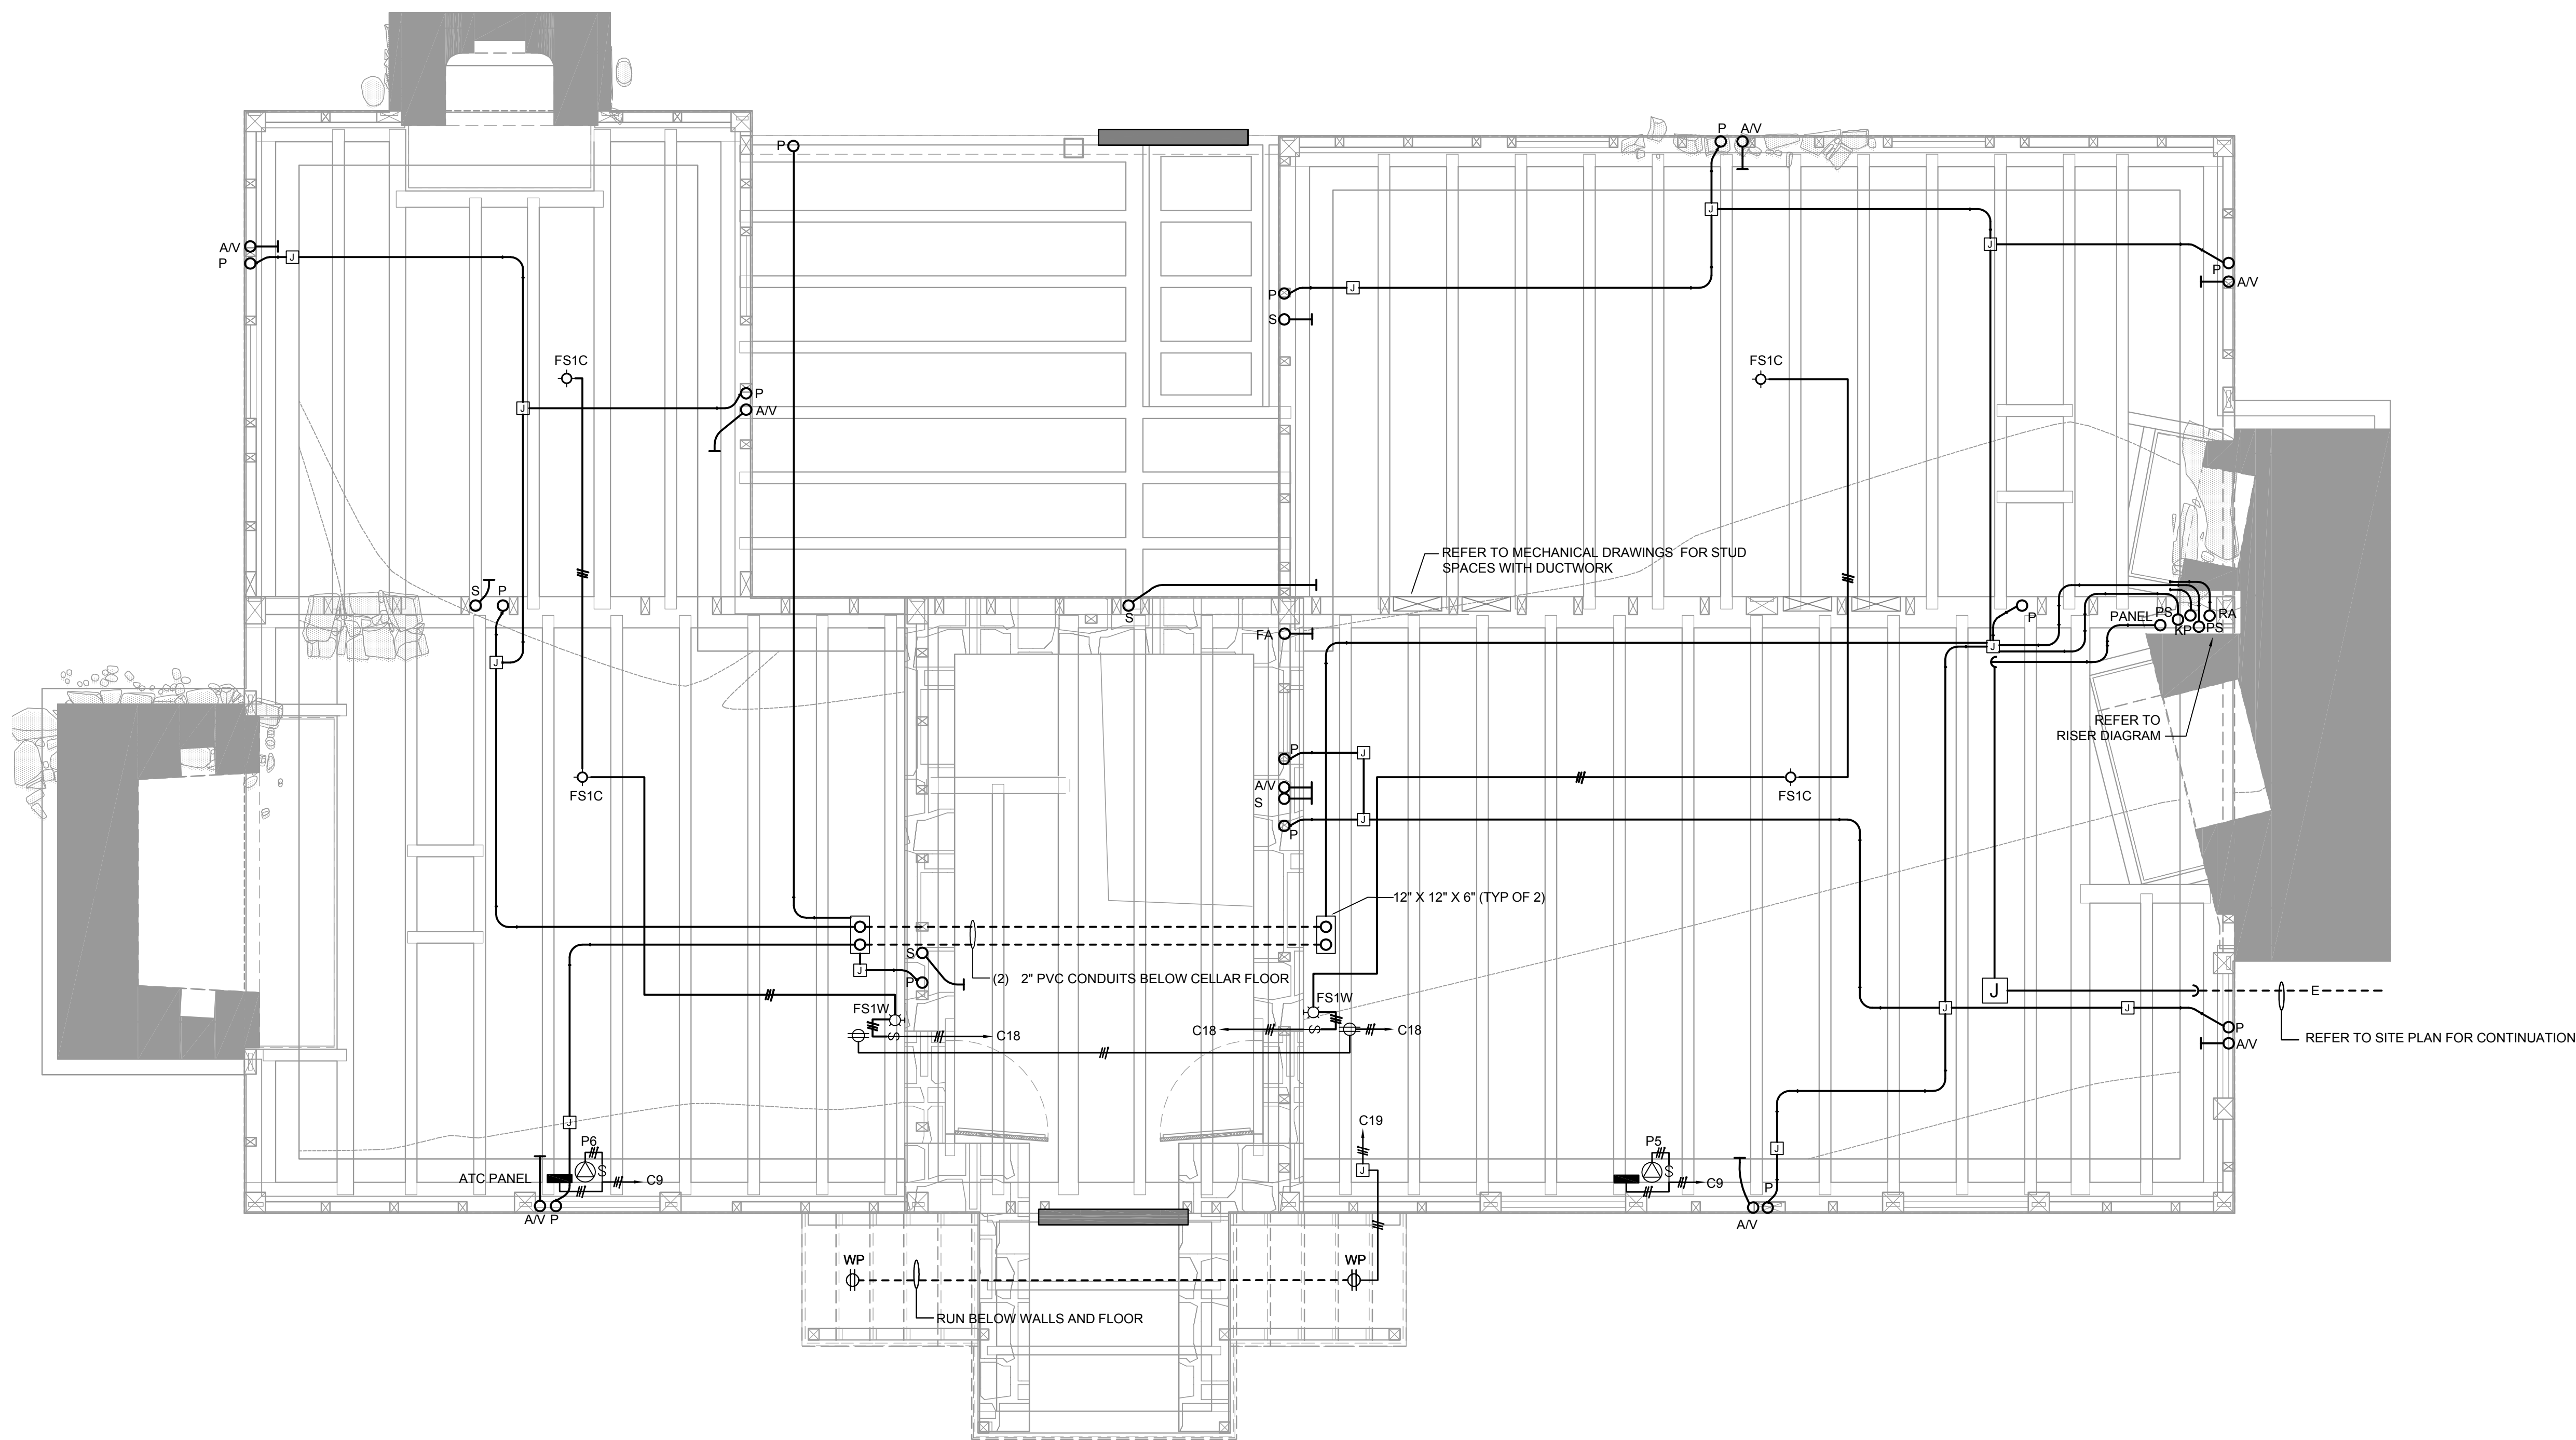 P
A/V
P
A/V
P
J
J
A/V
P
J
P
A/V
P
J
S
FS1C
FS1C
P
A/V
J
REFER TO MECHANICAL DRAWINGS FOR STUD
SPACES WITH DUCTWORK
S
P
S
P
PANEL
PS
KP
PS
RA
FA
J
J
REFER TO
RISER DIAGRAM
P
J
A/V
S
FS1C
FS1C
P
J
12" X 12" X 6" (TYP OF 2)
S
J
P
(2) 2" PVC CONDUITS BELOW CELLAR FLOOR
J
E
FS1W
FS1W
J
J
S
C18
C18
S
C18
P
A/V
REFER TO SITE PLAN FOR CONTINUATION
J
C19
P6
P5
J
ATC PANEL
S
C9
J
S
C9
P
A/V
P
A/V
WP
WP
RUN BELOW WALLS AND FLOOR